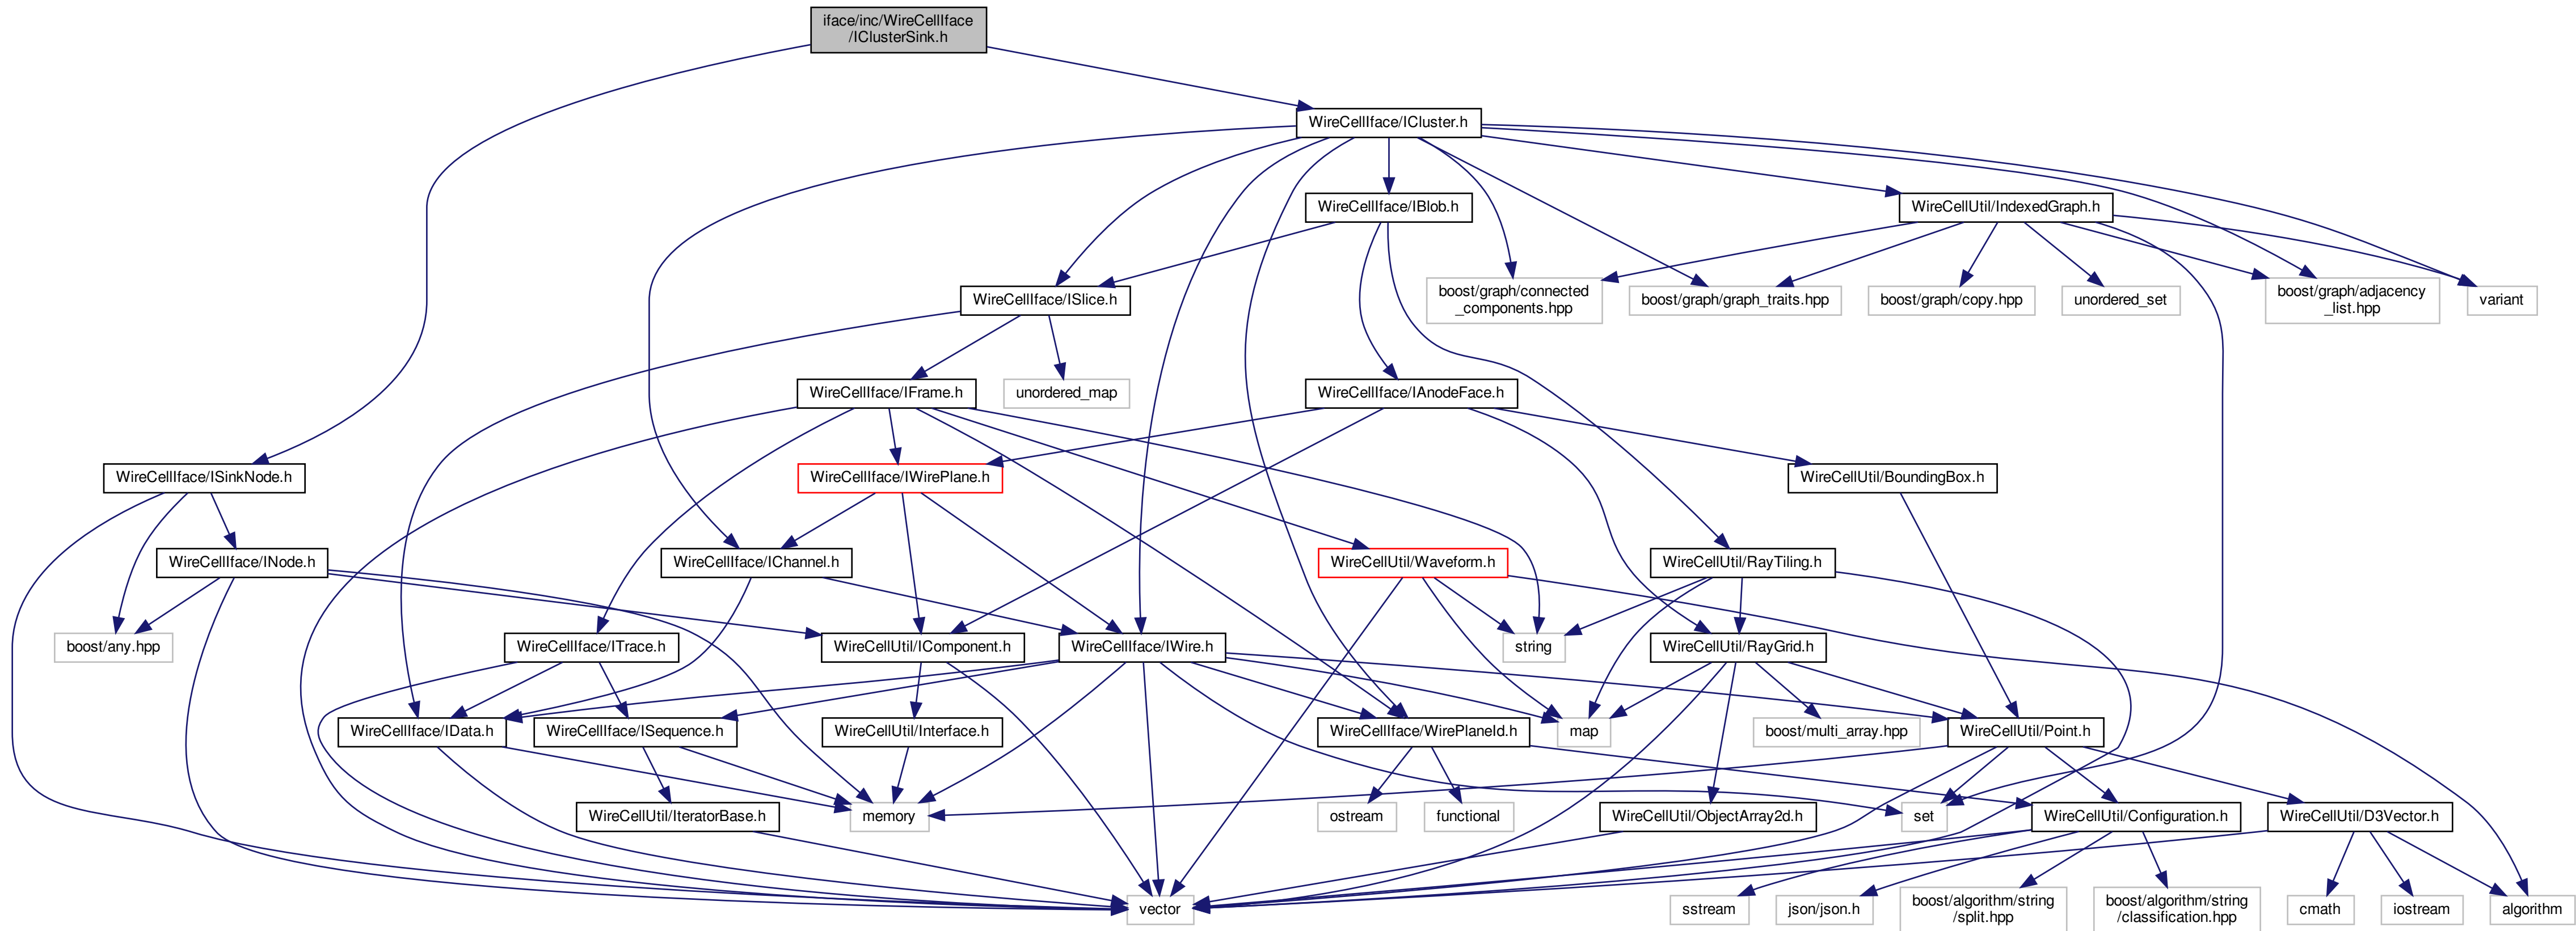 iface/inc/WireCellIface
/IClusterSink.h
WireCellIface/ICluster.h
WireCellIface/IBlob.h
WireCellUtil/IndexedGraph.h
WireCellIface/ISlice.h
boost/graph/connected
_components.hpp
boost/graph/graph_traits.hpp
boost/graph/copy.hpp
unordered_set
boost/graph/adjacency
_list.hpp
variant
WireCellIface/IFrame.h
unordered_map
WireCellIface/IAnodeFace.h
WireCellIface/ISinkNode.h
WireCellIface/IWirePlane.h
WireCellUtil/BoundingBox.h
WireCellIface/INode.h
WireCellIface/IChannel.h
WireCellUtil/Waveform.h
WireCellUtil/RayTiling.h
boost/any.hpp
WireCellIface/ITrace.h
WireCellUtil/IComponent.h
WireCellIface/IWire.h
string
WireCellUtil/RayGrid.h
WireCellIface/IData.h
WireCellIface/ISequence.h
WireCellUtil/Interface.h
WireCellIface/WirePlaneId.h
map
boost/multi_array.hpp
WireCellUtil/Point.h
WireCellUtil/IteratorBase.h
memory
ostream
functional
WireCellUtil/ObjectArray2d.h
set
WireCellUtil/Configuration.h
WireCellUtil/D3Vector.h
vector
sstream
json/json.h
boost/algorithm/string
/split.hpp
boost/algorithm/string
/classification.hpp
cmath
iostream
algorithm